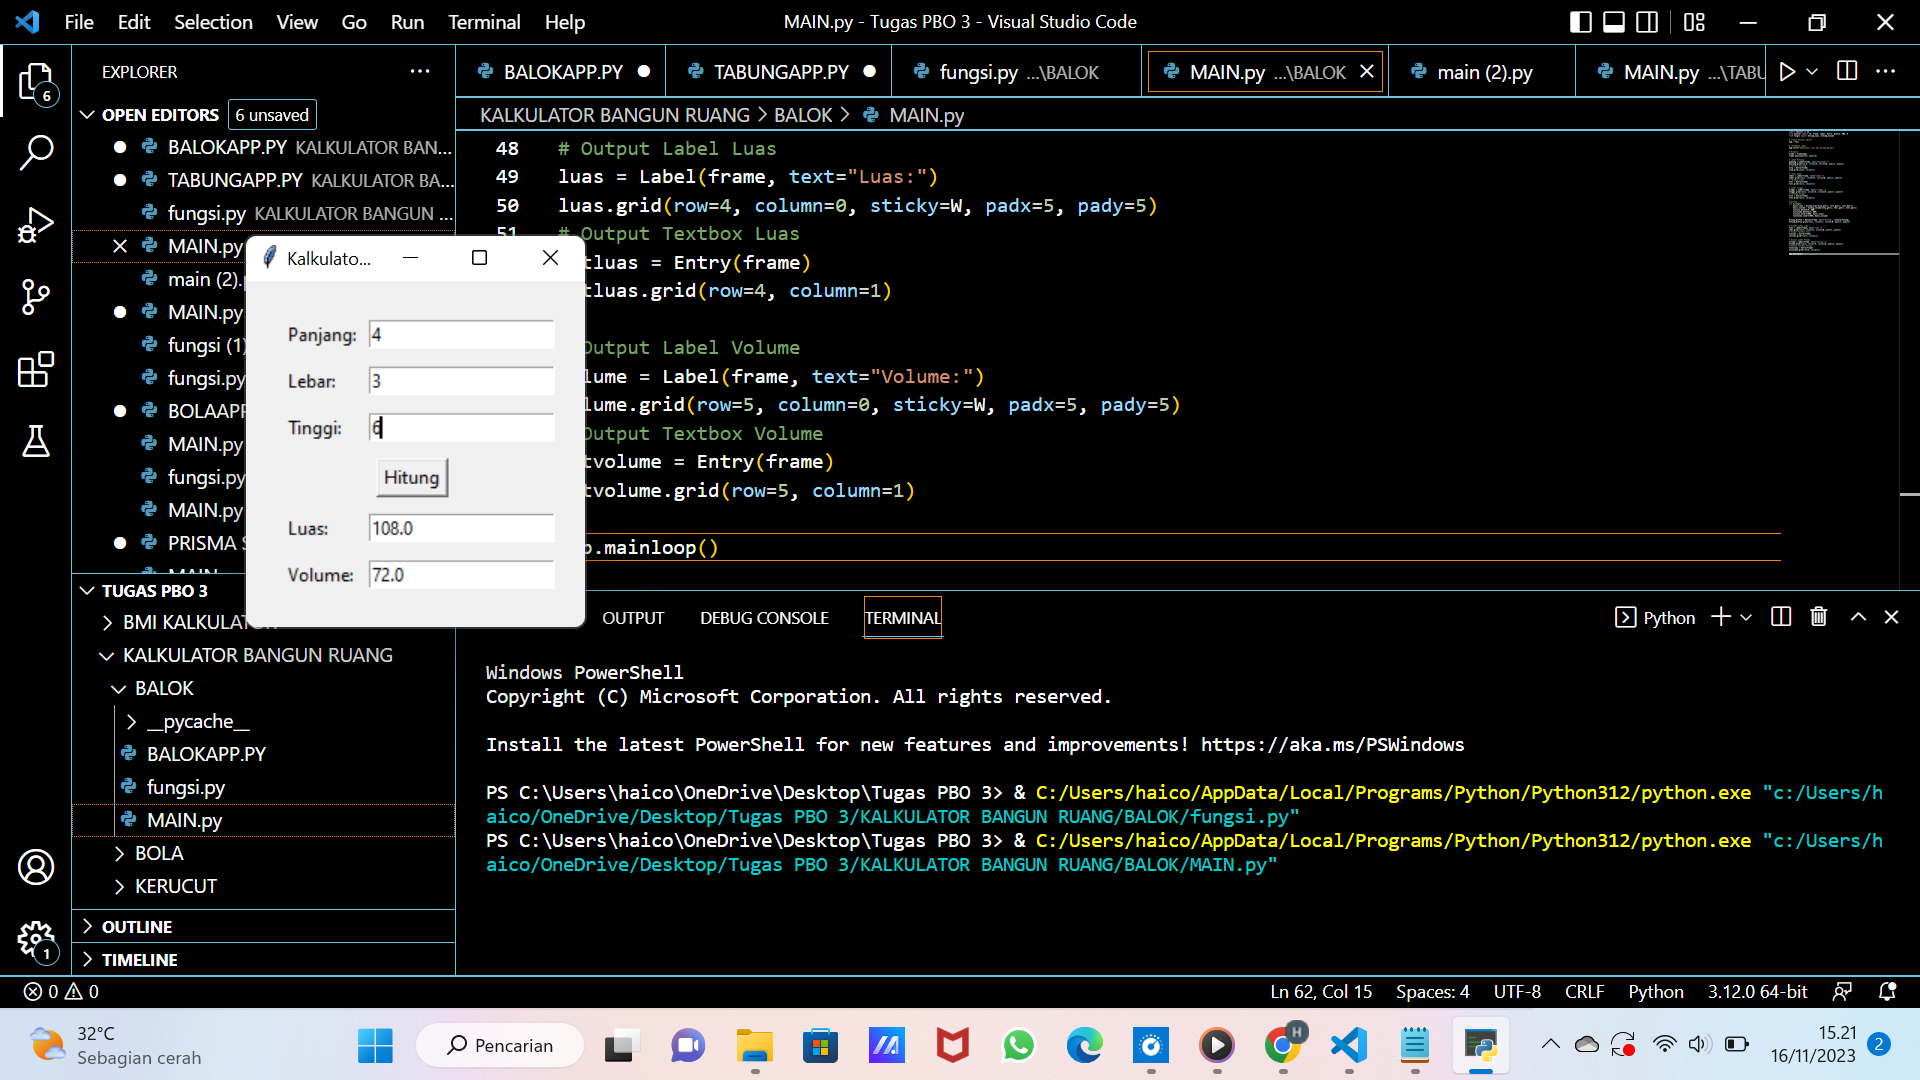 File Edit Selection View Go Run Terminal Help
MAIN.py - Tugas PBO 3 - Visual Studio Code
6
1
EXPLORER
OPEN EDITORS 6 unsaved
BALOKAPP.PY KALKULATOR BAN...
TABUNGAPP.PY KALKULATOR BA...
fungsi.py KALKULATOR BANGUN ...
MAIN.py
main (2).
MAIN.py
fungsi (1)
fungsi.py
BOLAAPP
MAIN.py
fungsi.py
MAIN.py
PRISMA
TUGAS PBO 3
BMI KALKULATOR
KALKULATOR BANGUN RUANG
BALOK
__pycache__
BALOKAPP.PY
fungsi.py
MAIN.py
BOLA
KERUCUT
OUTLINE
TIMELINE
BALOKAPP.PY
TABUNGAPP.PY
fungsi.py ...\BALOK
MAIN.py ...\BALOK
main (2).py
MAIN.py ...\TABU
KALKULATOR BANGUN RUANG > BALOK > MAIN.py
48 # Output Label Luas
49 luas = Label(frame, text="Luas:")
50 luas.grid(row=4, column=0, sticky=W, padx=5, pady=5)
51 # Output Textbox Luas
tluas = Entry(frame)
tluas.grid(row=4, column=1)
Output Label Volume
lume = Label(frame, text="Volume:")
lume.grid(row=5, column=0, sticky=W, padx=5, pady=5)
Output Textbox Volume
tvolume = Entry(frame)
tvolume.grid(row=5, column=1)
p.mainloop()
Kalkulato...
Panjang: 4
Lebar: 3
Tinggi: 6
Hitung
Luas: 108.0
Volume: 72.0
OUTPUT DEBUG CONSOLE TERMINAL
Python
Windows PowerShell
Copyright (C) Microsoft Corporation. All rights reserved.
Install the latest PowerShell for new features and improvements! https://aka.ms/PSWindows
PS C:\Users\haico\OneDrive\Desktop\Tugas PBO 3> & C:/Users/haico/AppData/Local/Programs/Python/Python312/python.exe "c:/Users/h
aico/OneDrive/Desktop/Tugas PBO 3/KALKULATOR BANGUN RUANG/BALOK/fungsi.py"
PS C:\Users\haico\OneDrive\Desktop\Tugas PBO 3> & C:/Users/haico/AppData/Local/Programs/Python/Python312/python.exe "c:/Users/h
aico/OneDrive/Desktop/Tugas PBO 3/KALKULATOR BANGUN RUANG/BALOK/MAIN.py"
0 0
Ln 62, Col 15 Spaces: 4 UTF-8 CRLF Python 3.12.0 64-bit
32°C
Sebagian cerah
Pencarian
H
15.21
16/11/2023
2